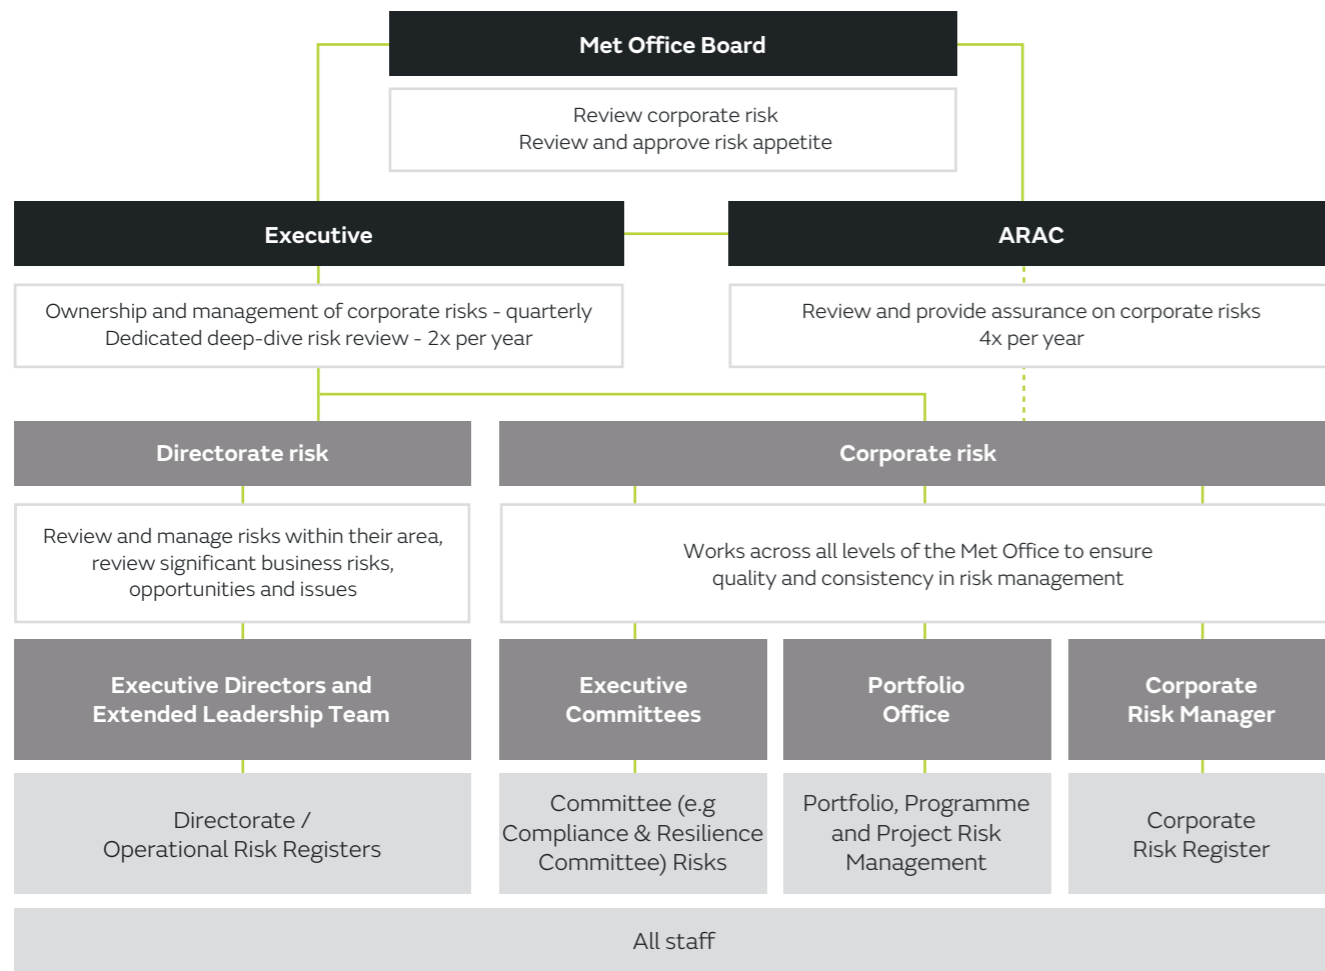 Met Office Board
Review corporate risk
Review and approve risk appetite
Executive
ARAC
Ownership and management of corporate risks - quarterly
Dedicated deep-dive risk review - 2x per year
Review and provide assurance on corporate risks
4x per year
Directorate risk
Corporate risk
Review and manage risks within their area,
review significant business risks,
opportunities and issues
Works across all levels of the Met Office to ensure
quality and consistency in risk management
Executive Directors and
Extended Leadership Team
Executive
Committees
Portfolio
Office
Corporate
Risk Manager
Directorate /
Operational Risk Registers
Committee (e.g
Compliance & Resilience
Committee) Risks
Portfolio, Programme
and Project Risk
Management
Corporate
Risk Register
All staff